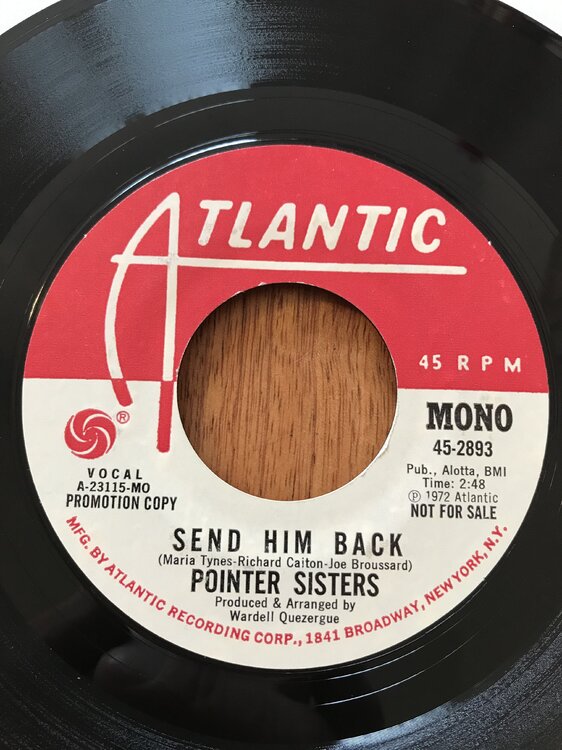 ATLANTIC
45 RPM
®
MONO
45-2893
Pub., Alotta, BMI
Time: 2:48
℗ 1972 Atlantic
NOT FOR SALE
VOCAL
A-23115-MO
PROMOTION COPY
SEND HIM BACK
(Maria Tynes-Richard Caiton-Joe Broussard)
POINTER SISTERS
Produced & Arranged by
Wardell Quezergue
MFG. BY ATLANTIC RECORDING CORP., 1841 BROADWAY, NEW YORK, N.Y.